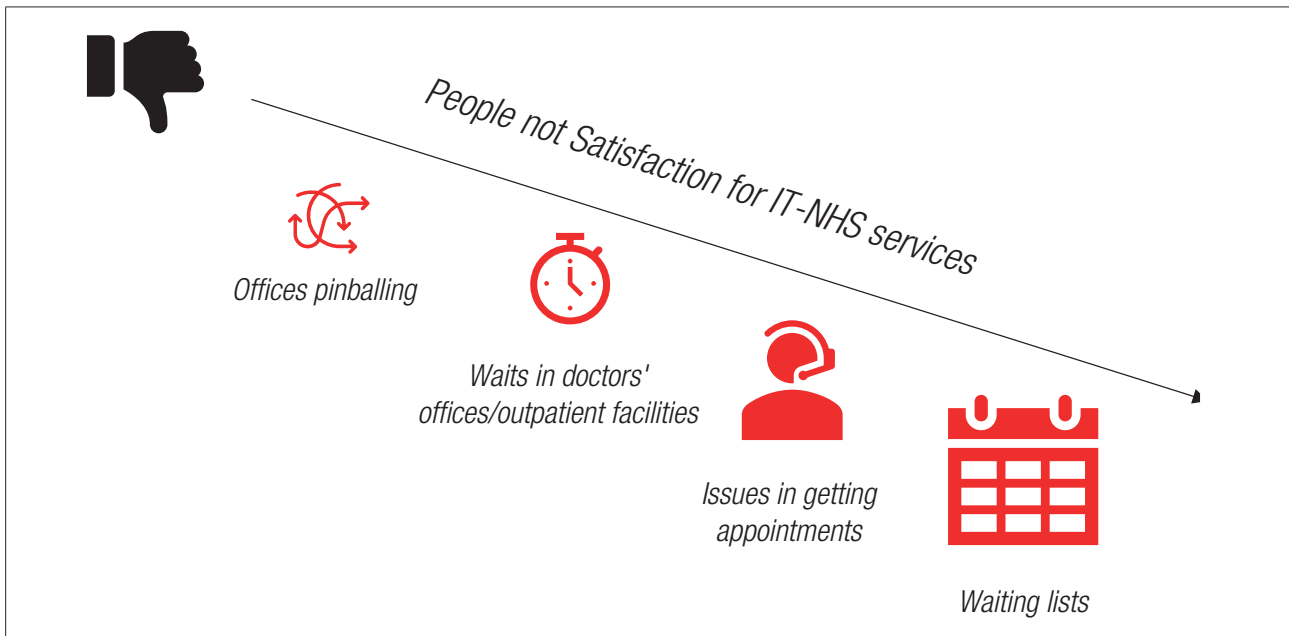 People not Satisfaction for IT-NHS services
Offices pinballing
Waits in doctors'
offices/outpatient facilities
Issues in getting
appointments
Waiting lists